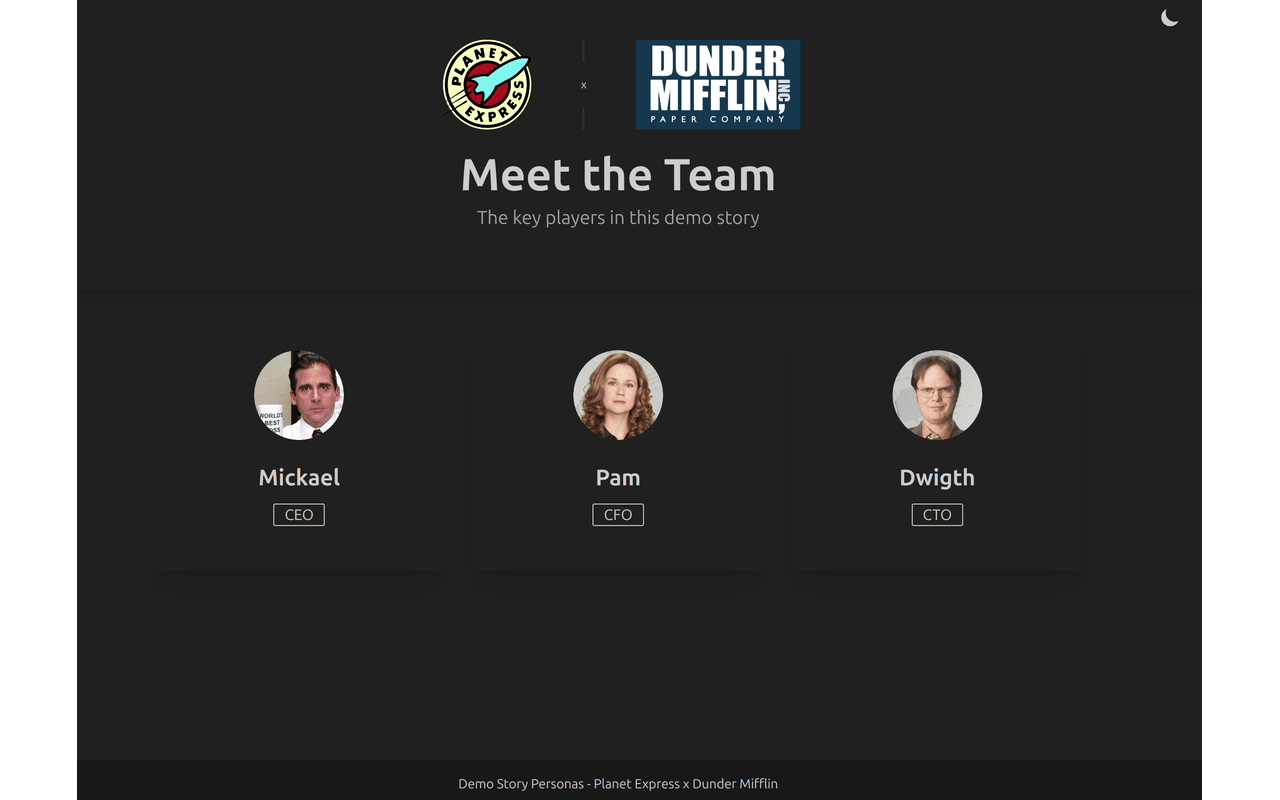 PLANET
EXPRESS
x
DUNDER
MIFFLIN, INC
PAPER COMPANY
Meet the Team
The key players in this demo story
WORLD'
BEST
OSS
Mickael
Pam
Dwigth
CEO
CFO
CTO
Demo Story Personas - Planet Express x Dunder Mifflin